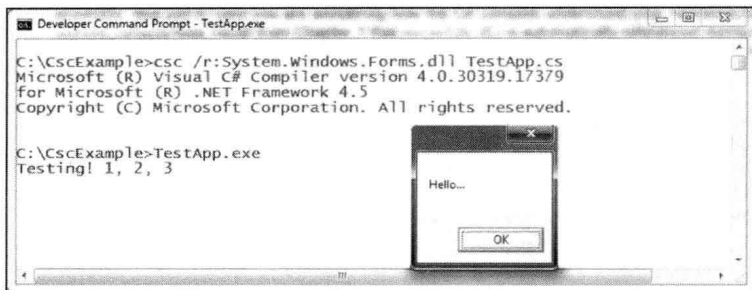 Developer Command Prompt - TestApp.exe
C:\CscExample>csc /r:System.Windows.Forms.dll TestApp.cs
Microsoft (R) Visual C# Compiler version 4.0.30319.17379
for Microsoft (R) .NET Framework 4.5
Copyright (C) Microsoft Corporation. All rights reserved.
C:\CscExample>TestApp.exe
Testing! 1, 2, 3
Hello...
OK